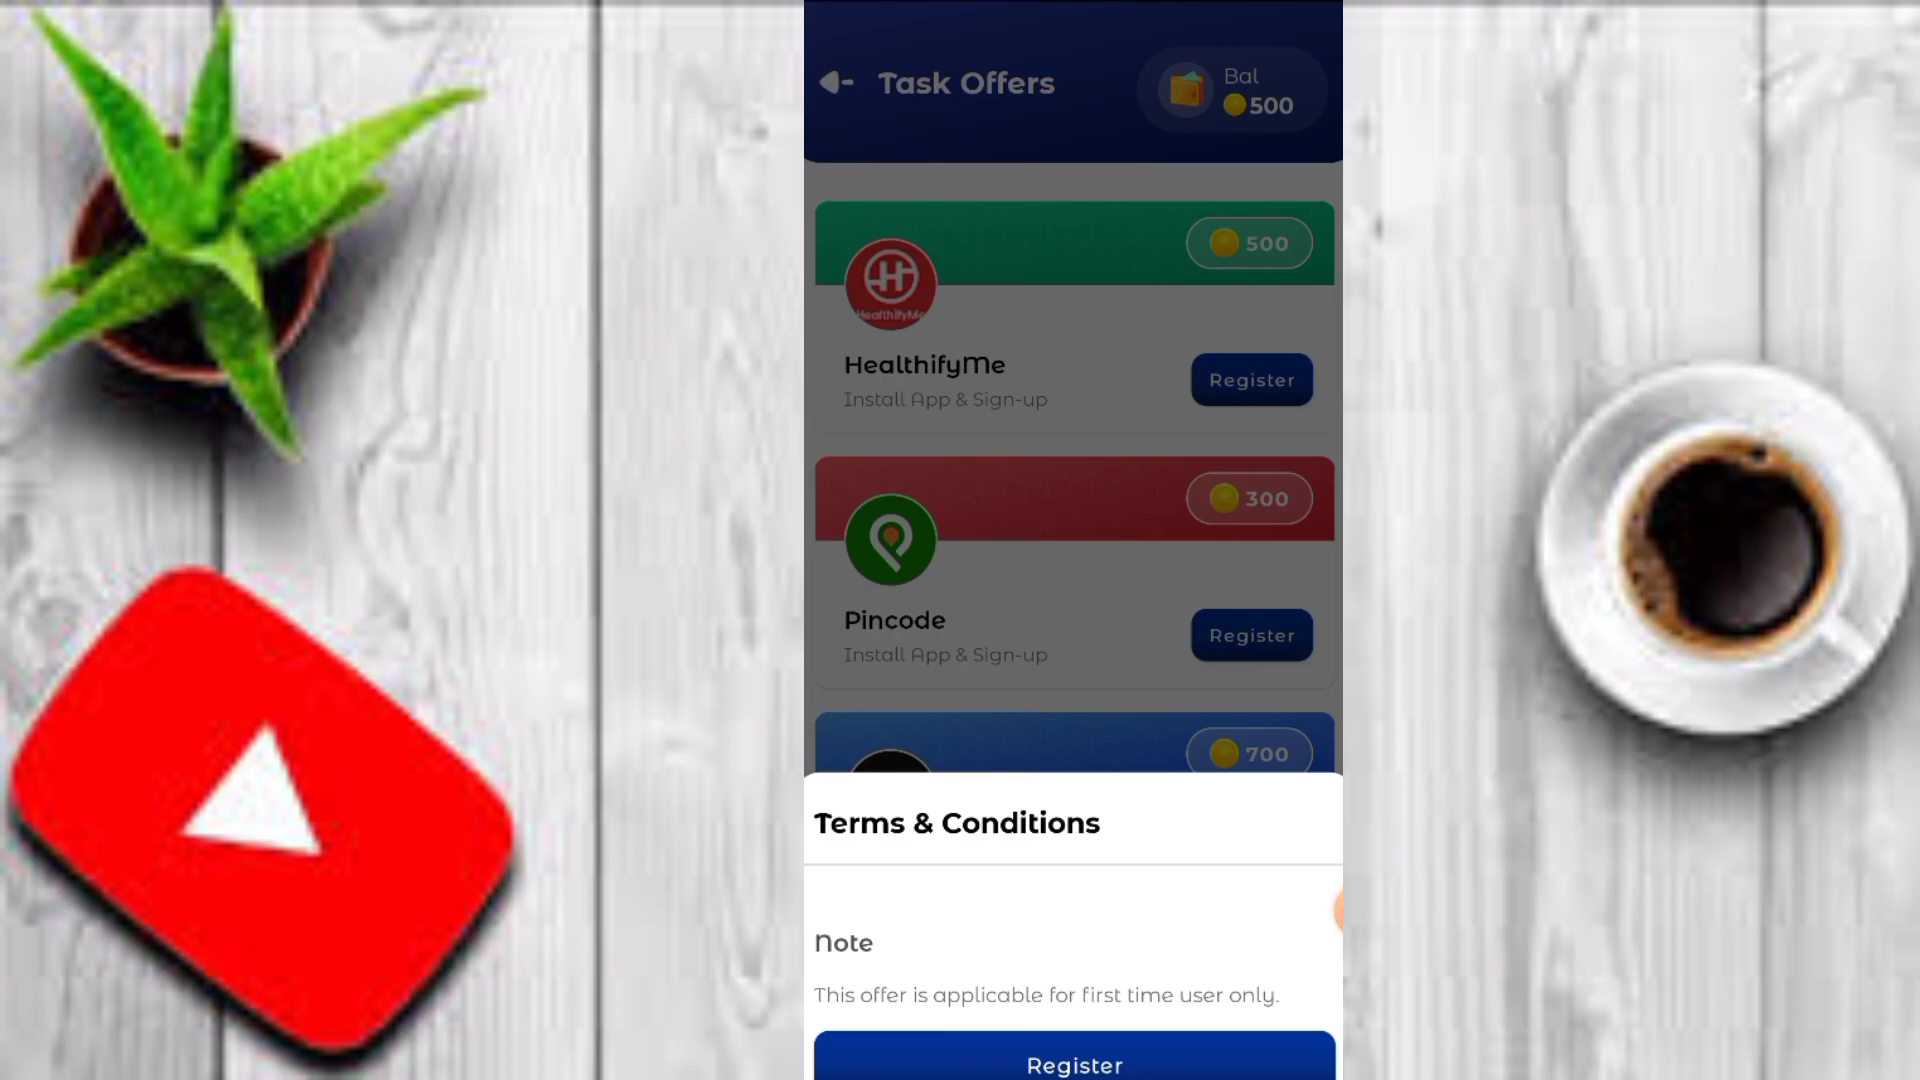 Task Offers
Bal
500
500
HealthifyMe
HealthifyMe
Install App & Sign-up
Register
300
Pincode
Install App & Sign-up
Register
700
Terms & Conditions
Note
This offer is applicable for first time user only.
Register